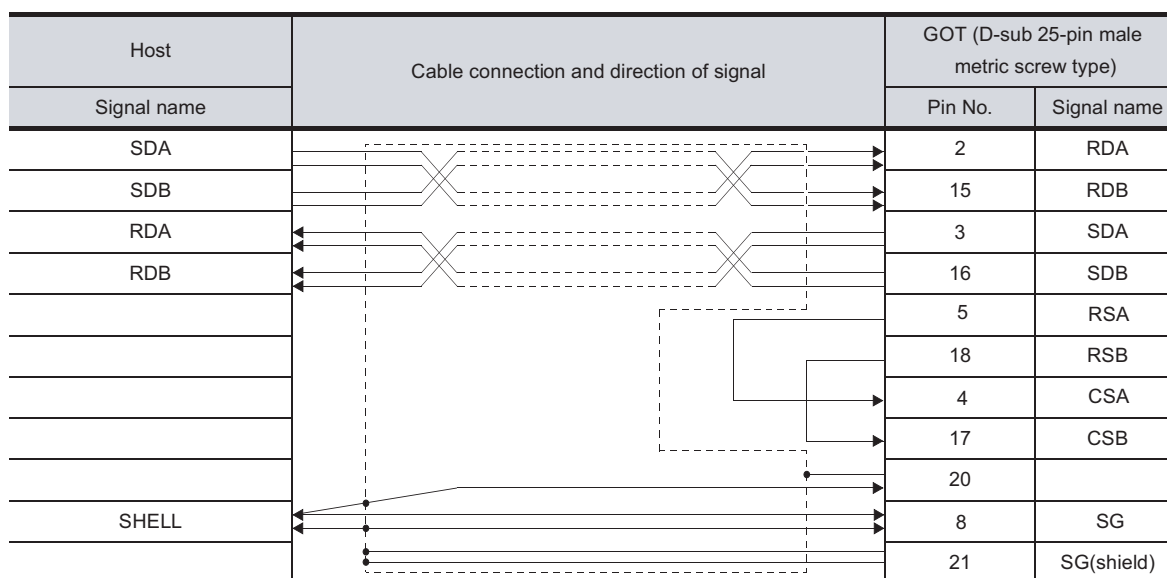 Host
Cable connection and direction of signal
GOT (D-sub 25-pin male
metric screw type)
Signal name
Pin No.
Signal name
SDA
2
RDA
SDB
15
RDB
RDA
3
SDA
RDB
16
SDB
5
RSA
18
RSB
4
CSA
17
CSB
20
SHELL
8
SG
21
SG(shield)